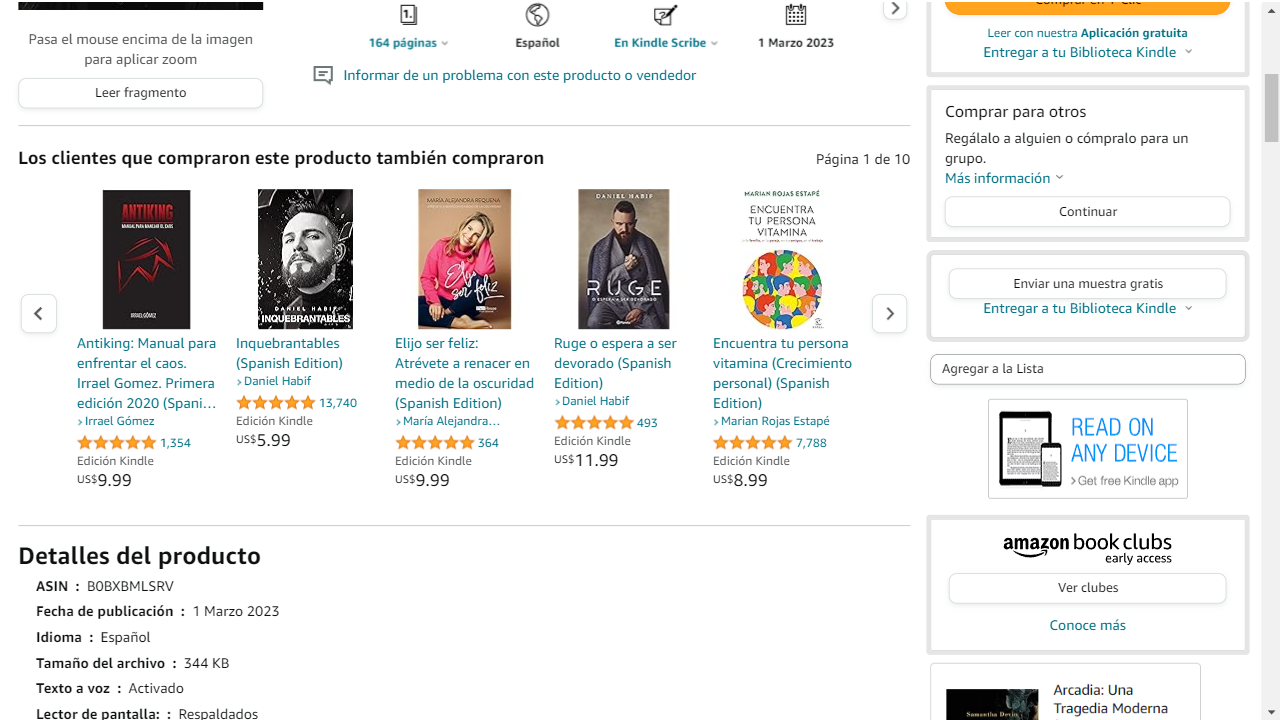 Pasa el mouse encima de la imagen
para aplicar zoom
Leer fragmento
1.
164 páginas
Español
En Kindle Scribe
1 Marzo 2023
Informar de un problema con este producto o vendedor
Los clientes que compraron este producto también compraron
Página 1 de 10
ANTIKING
MANUAL PARA MANEJAR EL CAOS
IRRAEL GÓMEZ
Antiking: Manual para
enfrentar el caos.
Irrael Gomez. Primera
edición 2020 (Spani...
› Irrael Gómez
1,354
Edición Kindle
US$9.99
DANIEL HABIF
INQUEBRANTABLES
Inquebrantables
(Spanish Edition)
› Daniel Habif
13,740
Edición Kindle
US$5.99
MARÍA ALEJANDRA REQUENA
Elijo
ser feliz
Elijo ser feliz:
Atrévete a renacer en
medio de la oscuridad
(Spanish Edition)
› María Alejandra...
364
Edición Kindle
US$9.99
DANIEL HABIF
RUGE
O ESPERA A SER DEVORADO
Planeta
Ruge o espera a ser
devorado (Spanish
Edition)
› Daniel Habif
493
Edición Kindle
US$11.99
MARIAN ROJAS ESTAPÉ
ENCUENTRA
TU PERSONA
VITAMINA
Encuentra tu persona
vitamina (Crecimiento
personal) (Spanish
Edition)
› Marian Rojas Estapé
7,788
Edición Kindle
US$8.99
Detalles del producto
ASIN : B0BXBMLSRV
Fecha de publicación : 1 Marzo 2023
Idioma : Español
Tamaño del archivo : 344 KB
Texto a voz : Activado
Lector de pantalla: : Respaldados
Comprar en 1-Clic
Leer con nuestra Aplicación gratuita
Entregar a tu Biblioteca Kindle
Comprar para otros
Regálalo a alguien o cómpralo para un
grupo.
Más información
Continuar
Enviar una muestra gratis
Entregar a tu Biblioteca Kindle
Agregar a la Lista
READ ON
ANY DEVICE
› Get free Kindle app
amazon book clubs
early access
Ver clubes
Conoce más
Samantha Devin
Arcadia: Una
Tragedia Moderna